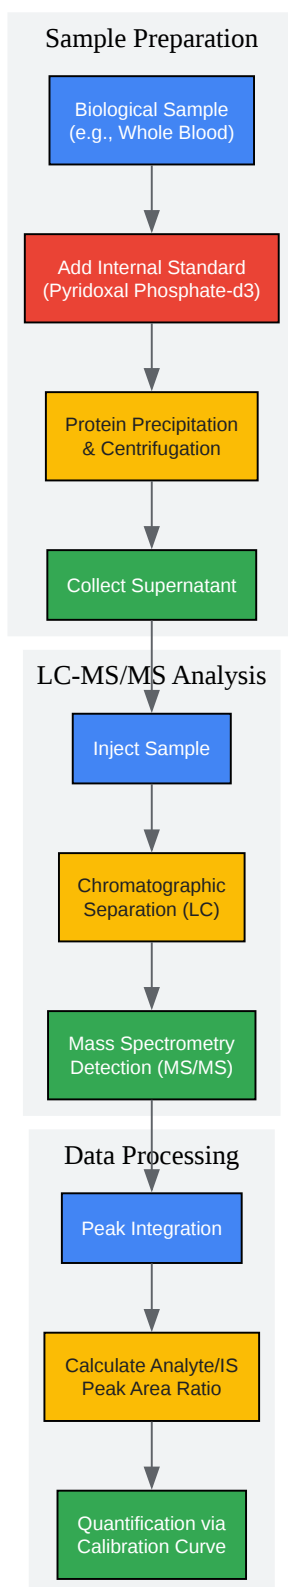 Sample Preparation
Biological Sample
(e.g., Whole Blood)
Add Internal Standard
(Pyridoxal Phosphate-d3)
Protein Precipitation
& Centrifugation
Collect Supernatant
LC-MS/MS Analysis
Inject Sample
Chromatographic
Separation (LC)
Mass Spectrometry
Detection (MS/MS)
Data Processing
Peak Integration
Calculate Analyte/IS
Peak Area Ratio
Quantification via
Calibration Curve